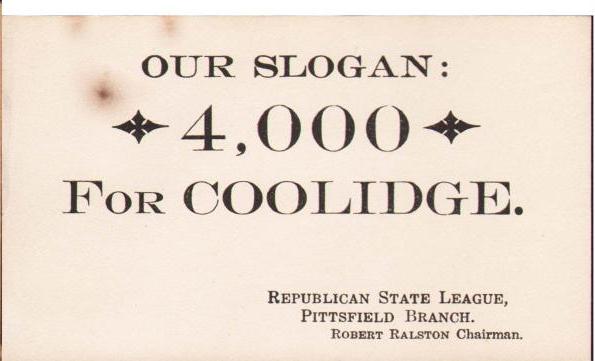 OUR SLOGAN:
4,000
FOR COOLIDGE.
REPUBLICAN STATE LEAGUE,
PITTSFIELD BRANCH.
ROBERT RALSTON Chairman.